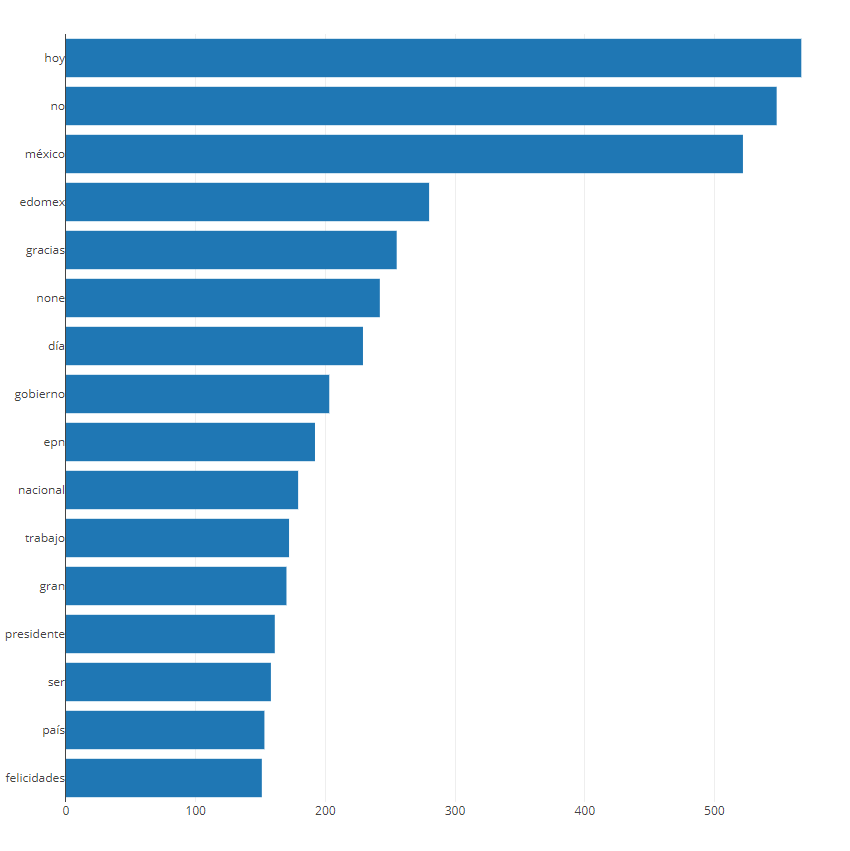 hoy
no
méxico
edomex
gracias
none
día
gobierno
epn
nacional
trabajo
gran
presidente
ser
país
felicidades
0 100 200 300 400 500